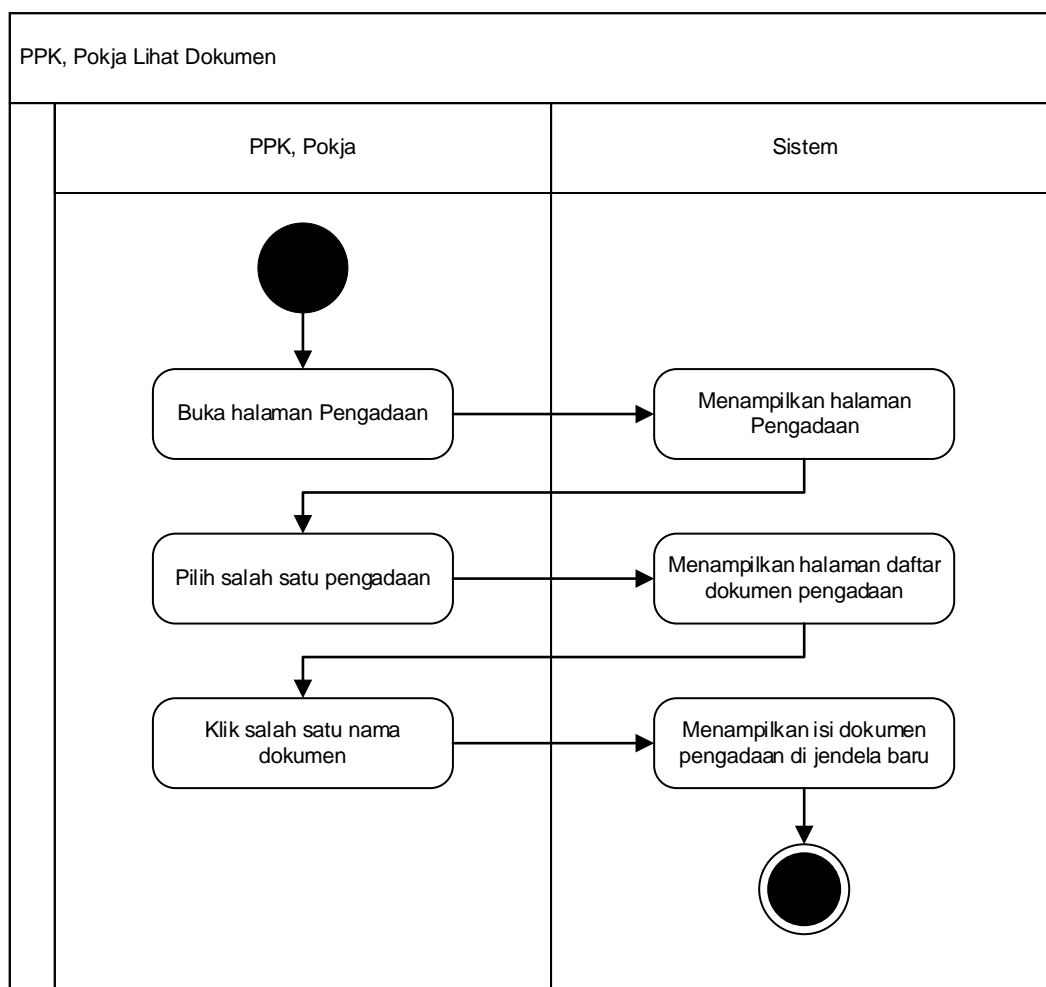 PPK, Pokja Lihat Dokumen
PPK, Pokja
Sistem
Buka halaman Pengadaan
Menampilkan halaman
Pengadaan
Pilih salah satu pengadaan
Menampilkan halaman daftar
dokumen pengadaan
Klik salah satu nama
dokumen
Menampilkan isi dokumen
pengadaan di jendela baru